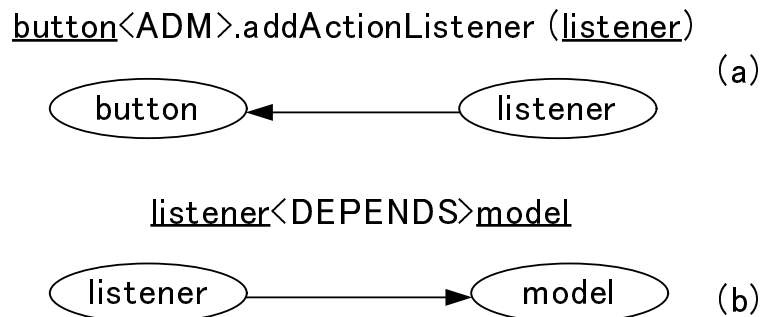 button<ADM>.addActionListener (listener)
(a)
button listener
listener<DEPENDS>model
listener model (b)